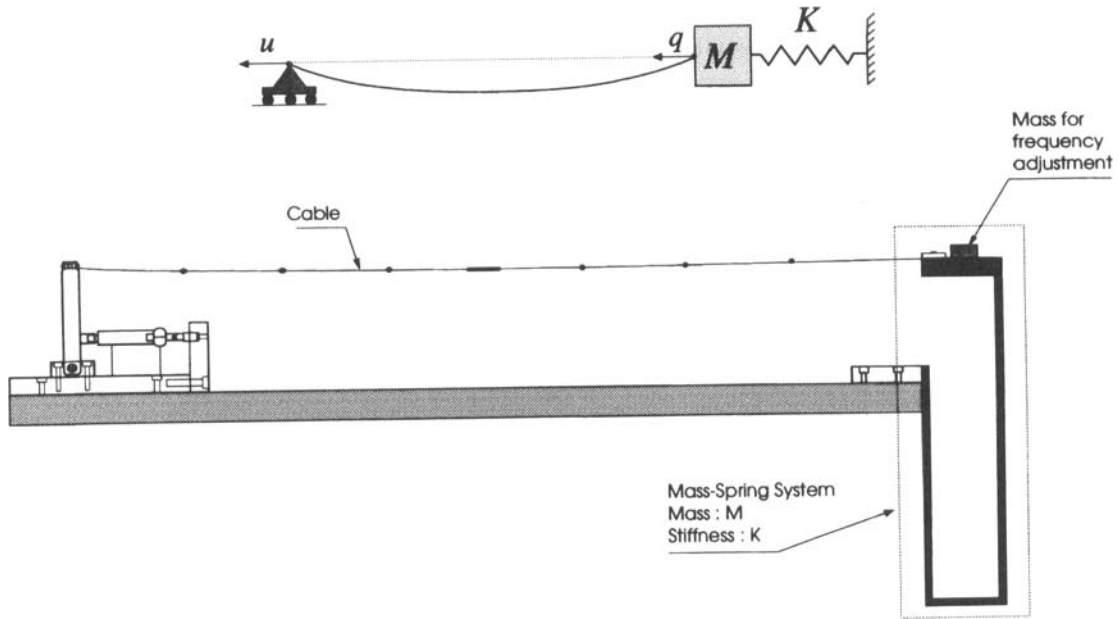 u
q
M
K
Mass for
frequency
adjustment
Cable
Mass-Spring System
Mass : M
Stiffness : K